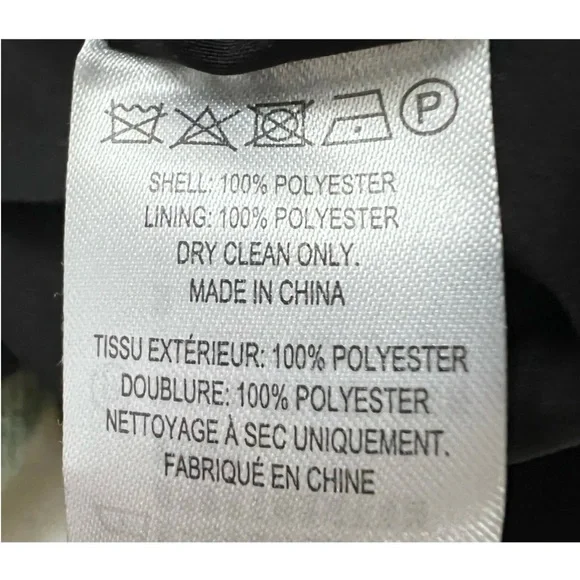 P
SHELL: 100% POLYESTER
LINING: 100% POLYESTER
DRY CLEAN ONLY.
MADE IN CHINA
TISSU EXTÉRIEUR: 100% POLYESTER
DOUBLURE: 100% POLYESTER
NETTOYAGE À SEC UNIQUEMENT.
FABRIQUÉ EN CHINE